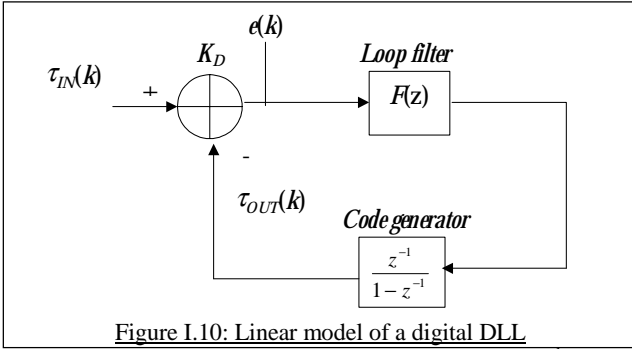 e(k)
K_D
Loop filter
τ_IN(k)
+
F(z)
-
τ_OUT(k)
Code generator
z^{-1}
1 - z^{-1}
Figure I.10: Linear model of a digital DLL